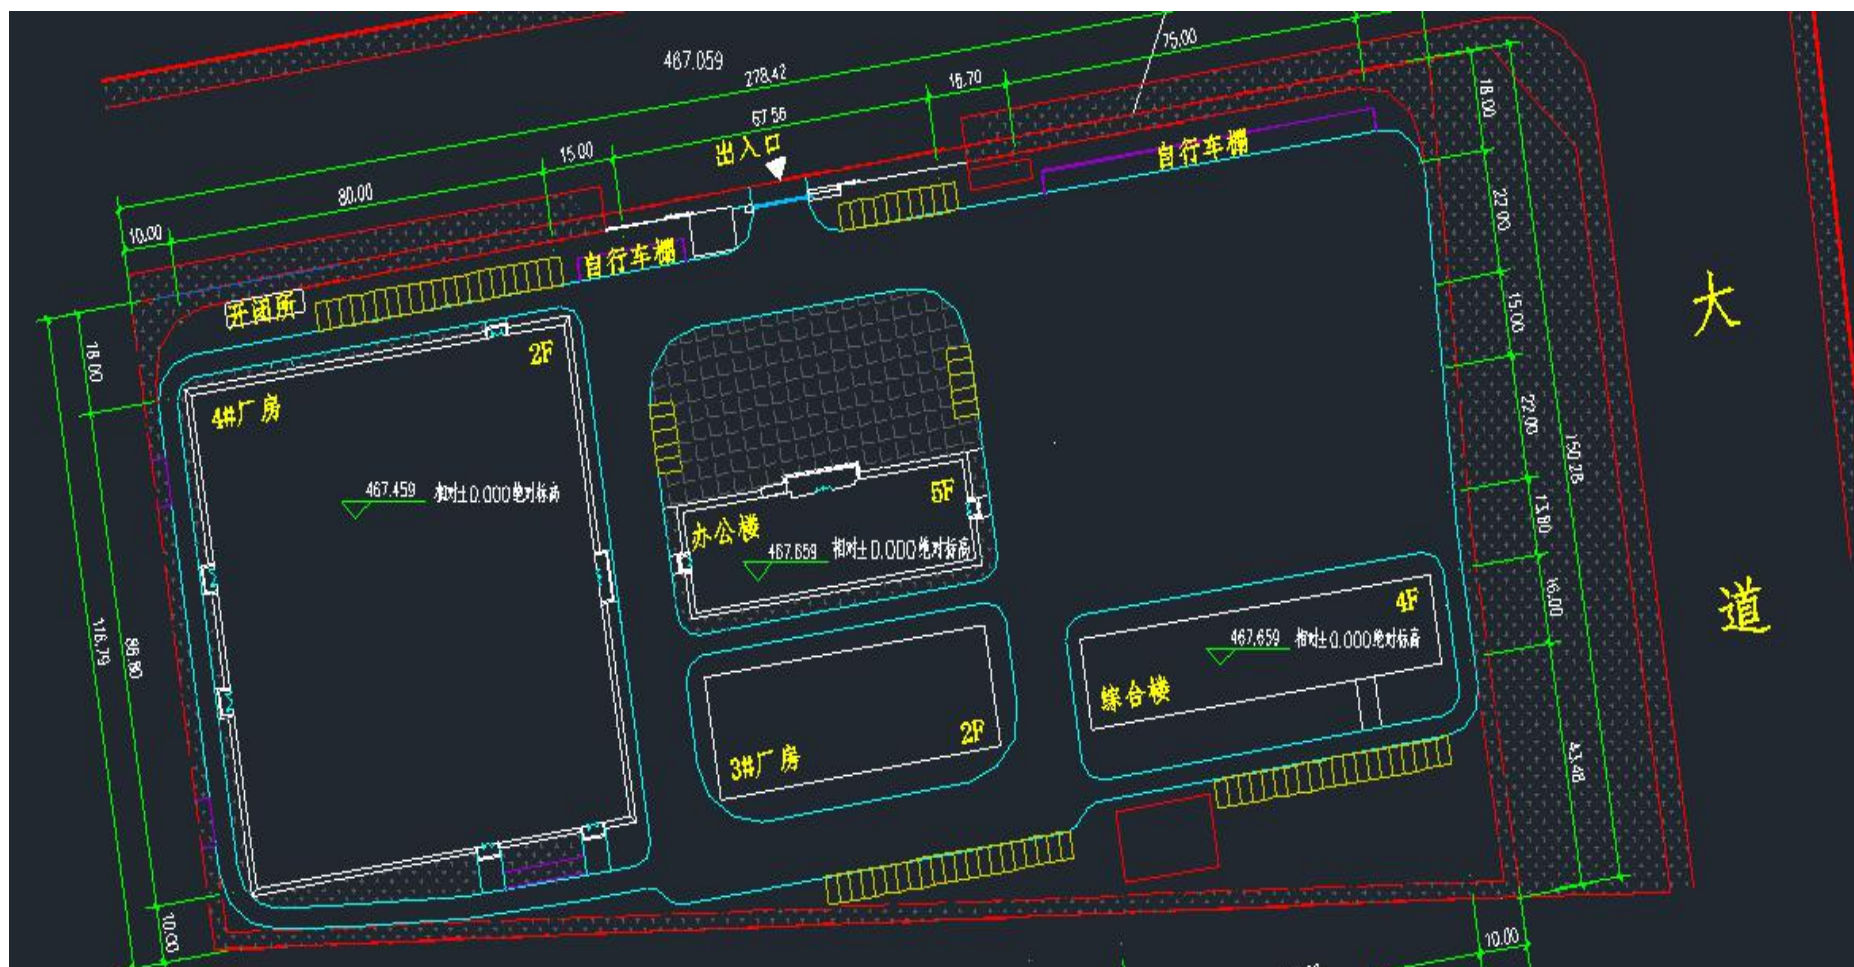 467.059
278.42
75.00
16.70
67.56
出入口
15.00
80.00
10.00
自行车棚
18.00
22.00
15.00
22.00
13.80
16.00
43.48
150.28
大
道
自行车棚
开闭所
18.00
116.79
86.80
10.00
2F
4#厂房
467.459 相对±0.000绝对标高
5F
办公楼
467.659 相对±0.000绝对标高
4F
467.659 相对±0.000绝对标高
综合楼
2F
3#厂房
10.00